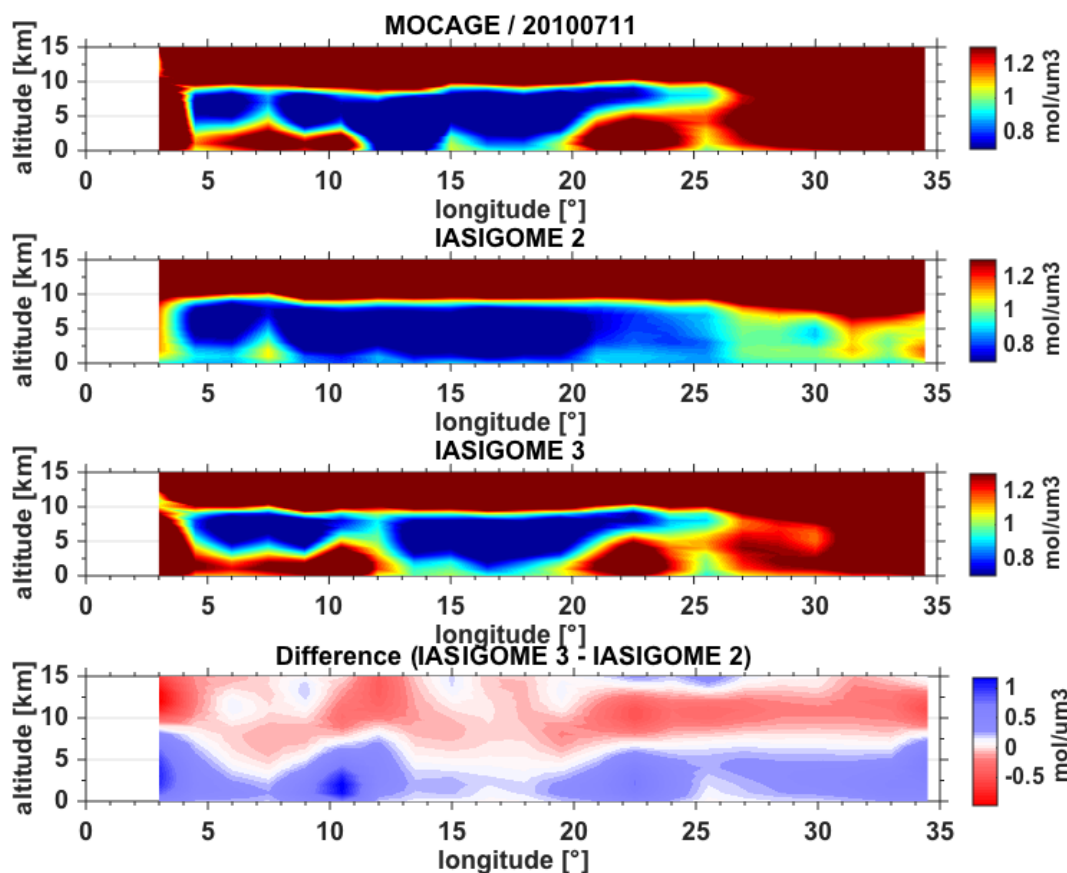 MOCAGE / 20100711
altitude [km]
15
10
5
0
0 5 10 15 20 25 30 35
longitude [°]
1.2
1
0.8
mol/um3
IASIGOME 2
altitude [km]
15
10
5
0
0 5 10 15 20 25 30 35
longitude [°]
1.2
1
0.8
mol/um3
IASIGOME 3
altitude [km]
15
10
5
0
0 5 10 15 20 25 30 35
longitude [°]
1.2
1
0.8
mol/um3
Difference (IASIGOME 3 - IASIGOME 2)
altitude [km]
15
10
5
0
0 5 10 15 20 25 30 35
longitude [°]
1
0.5
0
-0.5
mol/um3